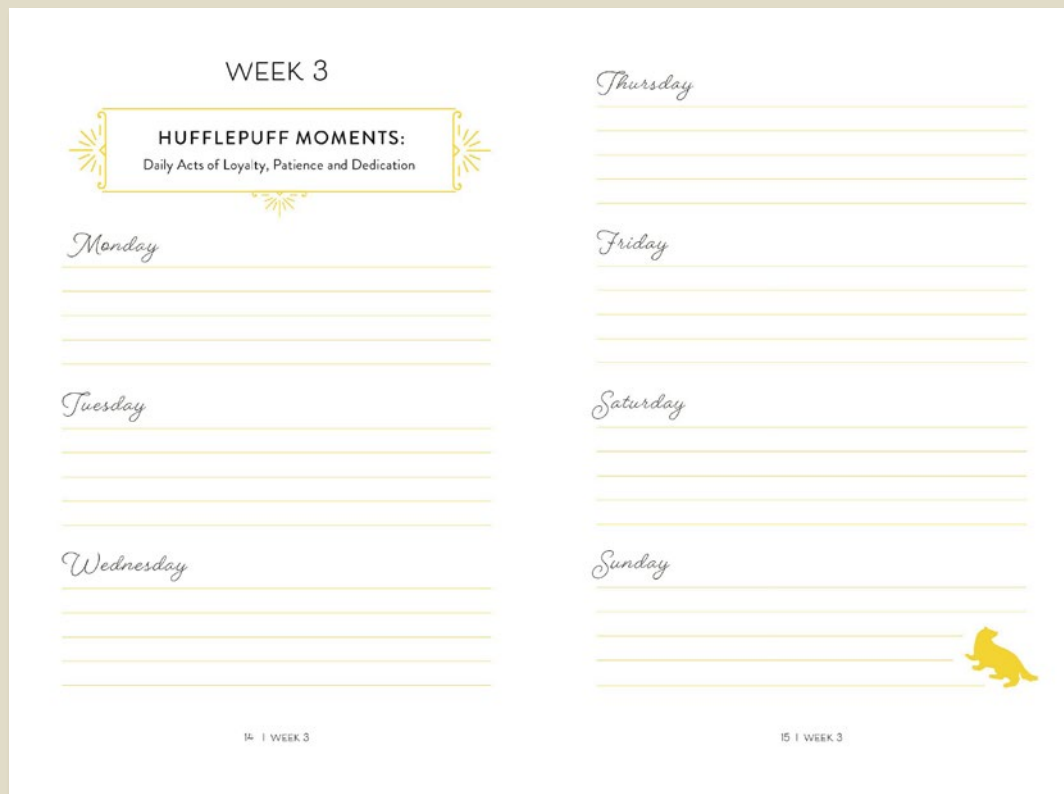 WEEK 3
HUFFLEPUFF MOMENTS:
Daily Acts of Loyalty, Patience and Dedication
Monday
Tuesday
Wednesday
14 | WEEK 3
Thursday
Friday
Saturday
Sunday
15 | WEEK 3